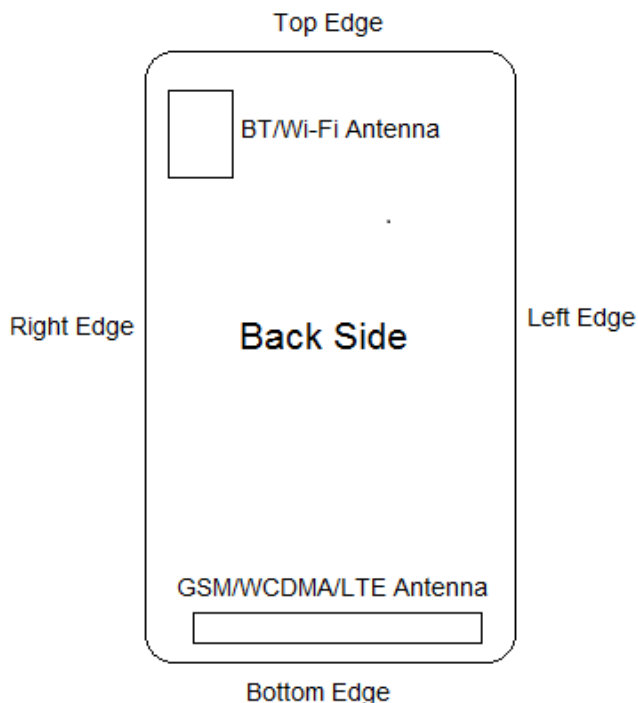 Top Edge
BT/Wi-Fi Antenna
Right Edge
Back Side
Left Edge
GSM/WCDMA/LTE Antenna
Bottom Edge